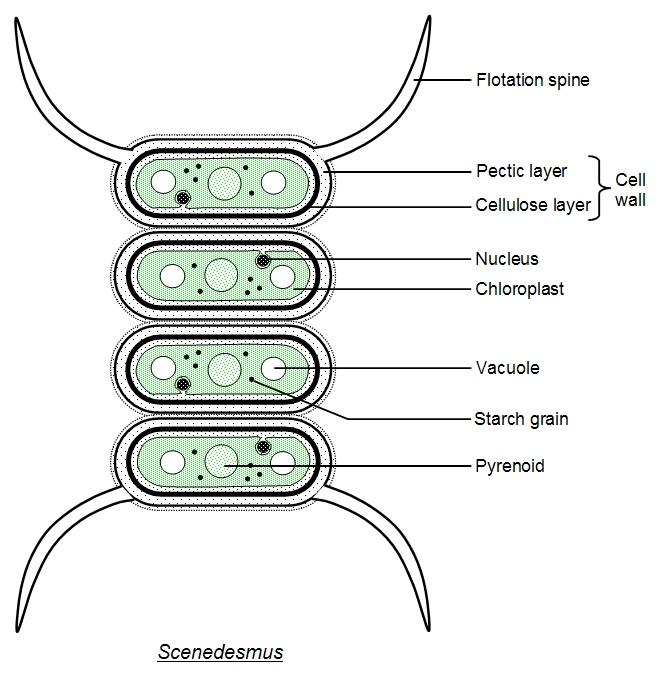 Flotation spine
Pectic layer
Cellulose layer
Cell
wall
Nucleus
Chloroplast
Vacuole
Starch grain
Pyrenoid
Scenedesmus